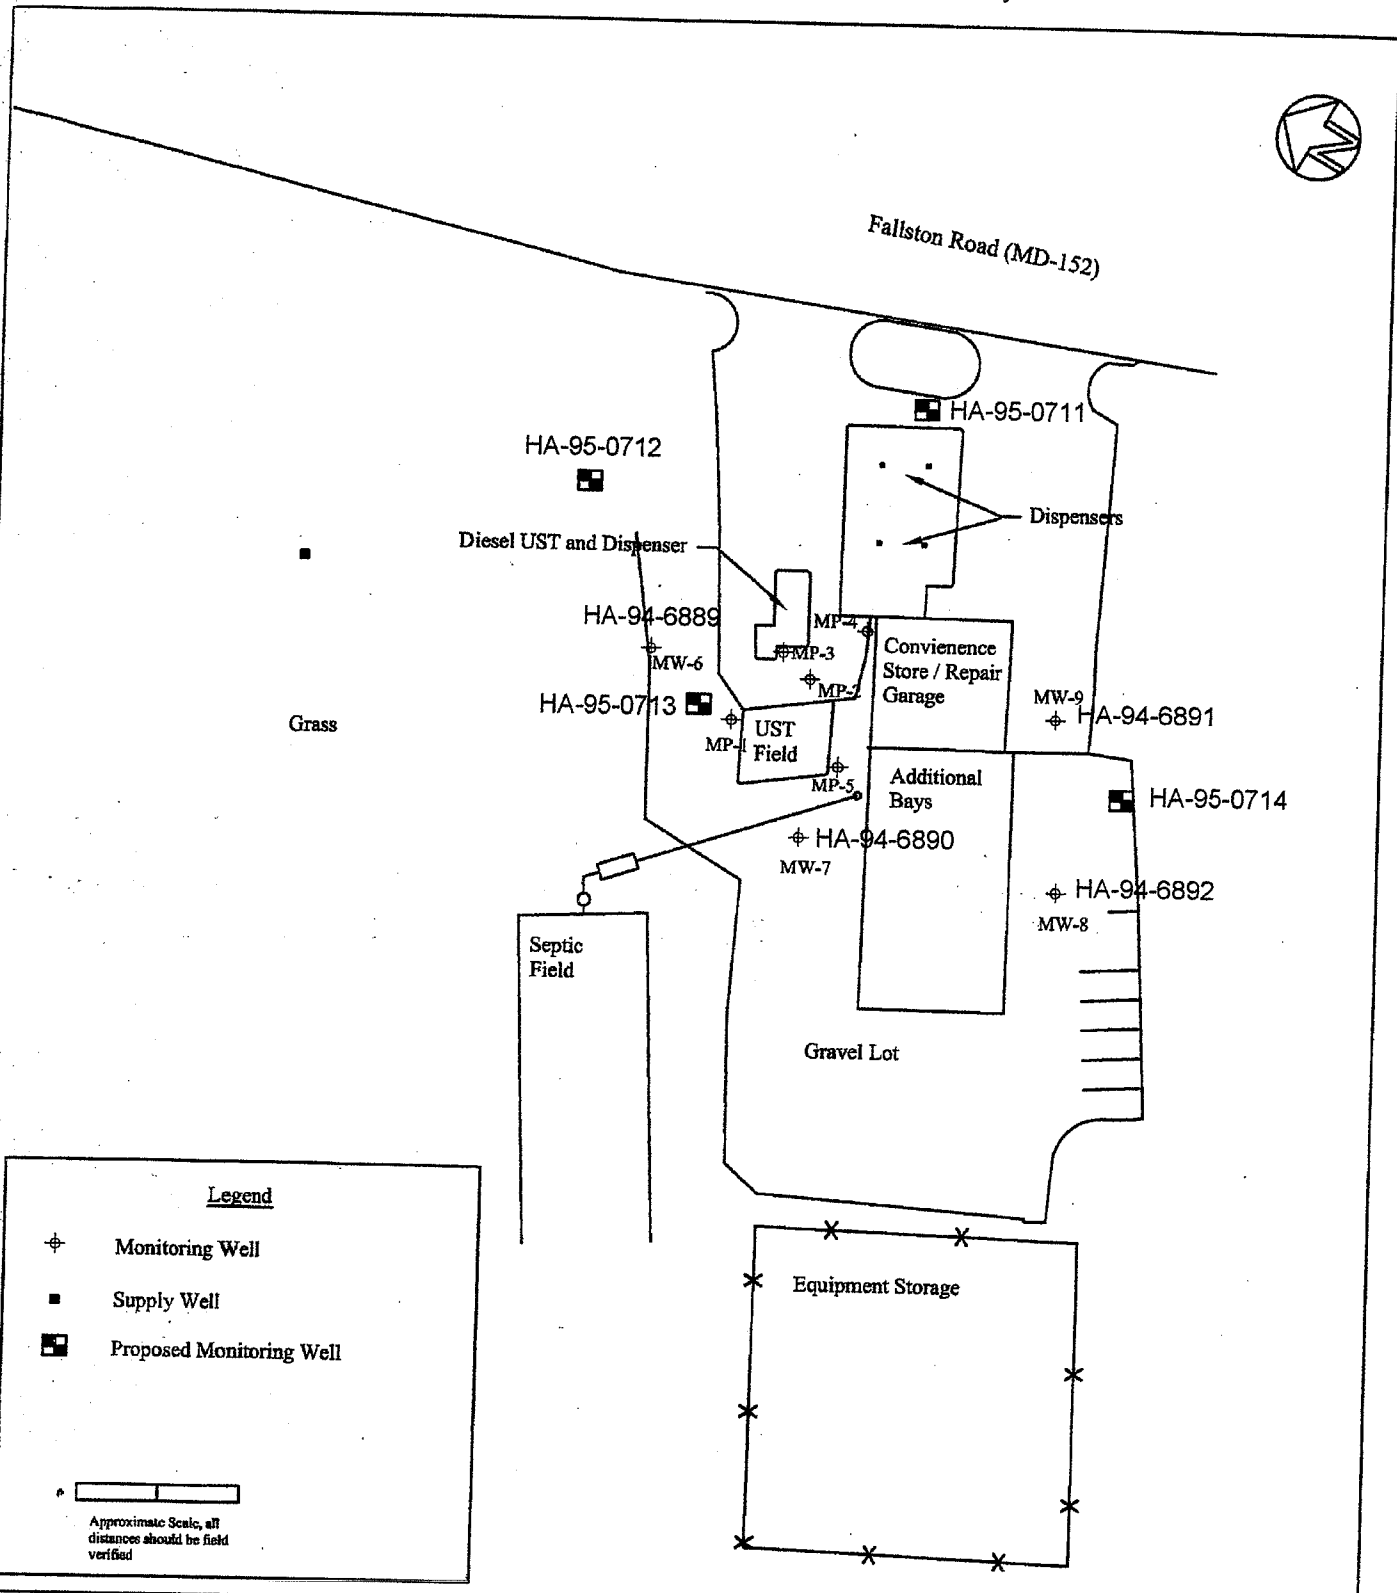 Fallston Road (MD-152)
HA-95-0711
HA-95-0712
Dispensers
Diesel UST and Dispenser
HA-94-6889
MP-4
MW-6
MP-3
Convienence
Store / Repair
Garage
MP-2
HA-95-0713
MW-9
HA-94-6891
Grass
MP-1
UST
Field
MP-5
Additional
Bays
HA-95-0714
HA-94-6890
MW-7
HA-94-6892
MW-8
Septic
Field
Gravel Lot
Legend
Monitoring Well
Supply Well
Proposed Monitoring Well
Equipment Storage
Approximate Scale, all
distances should be field
verified